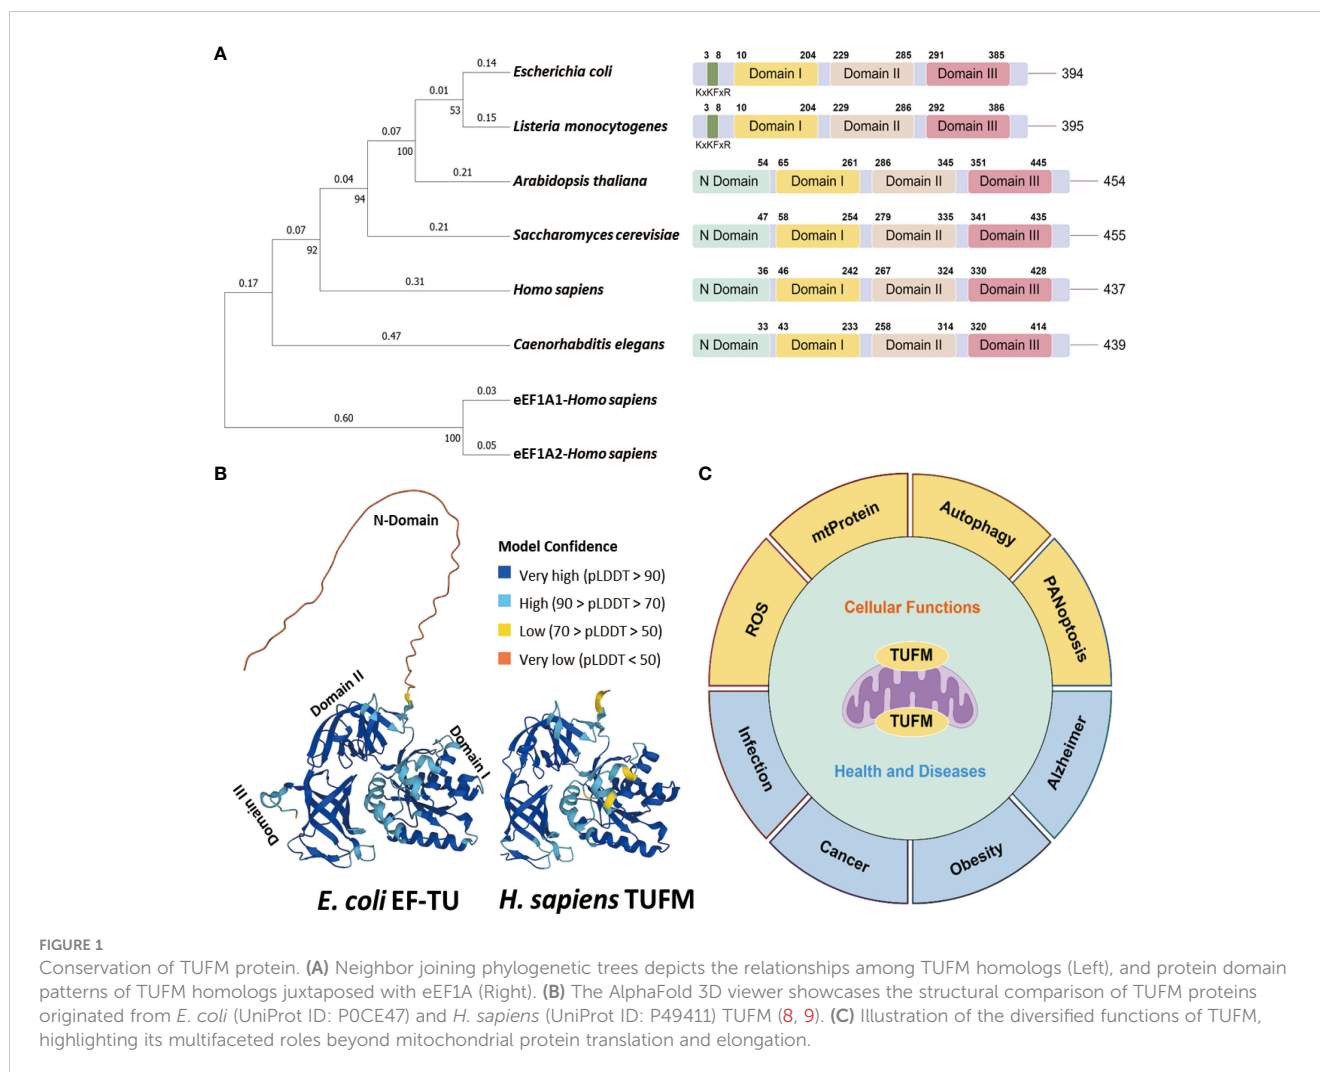 A
0.14
Escherichia coli
0.01
53
0.15
Listeria monocytogenes
0.07
100
0.21
Arabidopsis thaliana
0.04
94
0.21
Saccharomyces cerevisiae
0.07
92
0.31
Homo sapiens
0.17
0.47
Caenorhabditis elegans
0.03
eEF1A1-Homo sapiens
0.60
100
0.05
eEF1A2-Homo sapiens
3 8 10 204 229 285 291 385
Domain I Domain II Domain III 394
KxKFxR
3 8 10 204 229 286 292 386
Domain I Domain II Domain III 395
KxKFxR
54 65 261 286 345 351 445
N Domain Domain I Domain II Domain III 454
47 58 254 279 335 341 435
N Domain Domain I Domain II Domain III 455
36 46 242 267 324 330 428
N Domain Domain I Domain II Domain III 437
33 43 233 258 314 320 414
N Domain Domain I Domain II Domain III 439
B
N-Domain
Model Confidence
Very high (pLDDT > 90)
High (90 > pLDDT > 70)
Low (70 > pLDDT > 50)
Very low (pLDDT < 50)
Domain II
Domain I
Domain III
E. coli EF-TU
H. sapiens TUFM
C
mtProtein
Autophagy
ROS
PANoptosis
Cellular Functions
TUFM
TUFM
Health and Diseases
Infection
Alzheimer
Cancer
Obesity
FIGURE 1
Conservation of TUFM protein. (A) Neighbor joining phylogenetic trees depicts the relationships among TUFM homologs (Left), and protein domain
patterns of TUFM homologs juxtaposed with eEF1A (Right). (B) The AlphaFold 3D viewer showcases the structural comparison of TUFM proteins
originated from E. coli (UniProt ID: P0CE47) and H. sapiens (UniProt ID: P49411) TUFM (8, 9). (C) Illustration of the diversified functions of TUFM,
highlighting its multifaceted roles beyond mitochondrial protein translation and elongation.